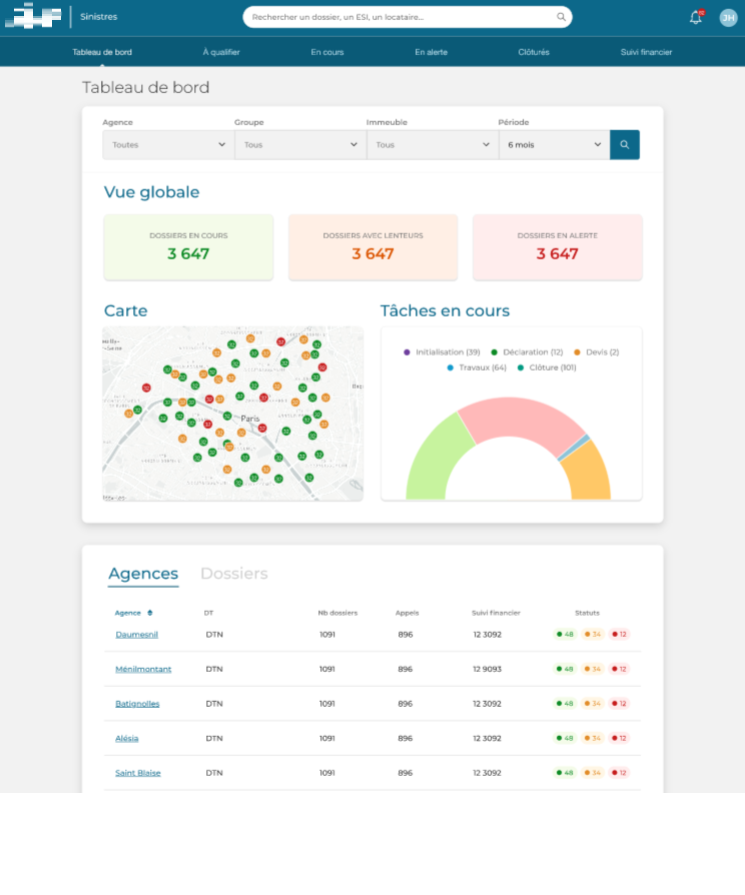 Sinistres
Rechercher un dossier, un ESI, un locataire...
JH
Tableau de bord À qualifier En cours En alerte Clôturés Suivi financier
Tableau de bord
Agence Groupe Immeuble Période
Toutes Tous Tous 6 mois
Vue globale
DOSSIERS EN COURS DOSSIERS AVEC LENTEURS DOSSIERS EN ALERTE
3 647 3 647 3 647
Carte Tâches en cours
Paris
Initialisation (39) Déclaration (12) Devis (2)
Travaux (64) Clôture (101)
Agences Dossiers
Agence DT Nb dossiers Appels Suivi financier Statuts
Daumesnil DTN 1091 896 12 3092 48 34 12
Ménilmontant DTN 1091 896 12 9093 48 34 12
Batignolles DTN 1091 896 12 3092 48 34 12
Alésia DTN 1091 896 12 3092 48 34 12
Saint Blaise DTN 1091 896 12 3092 48 34 12